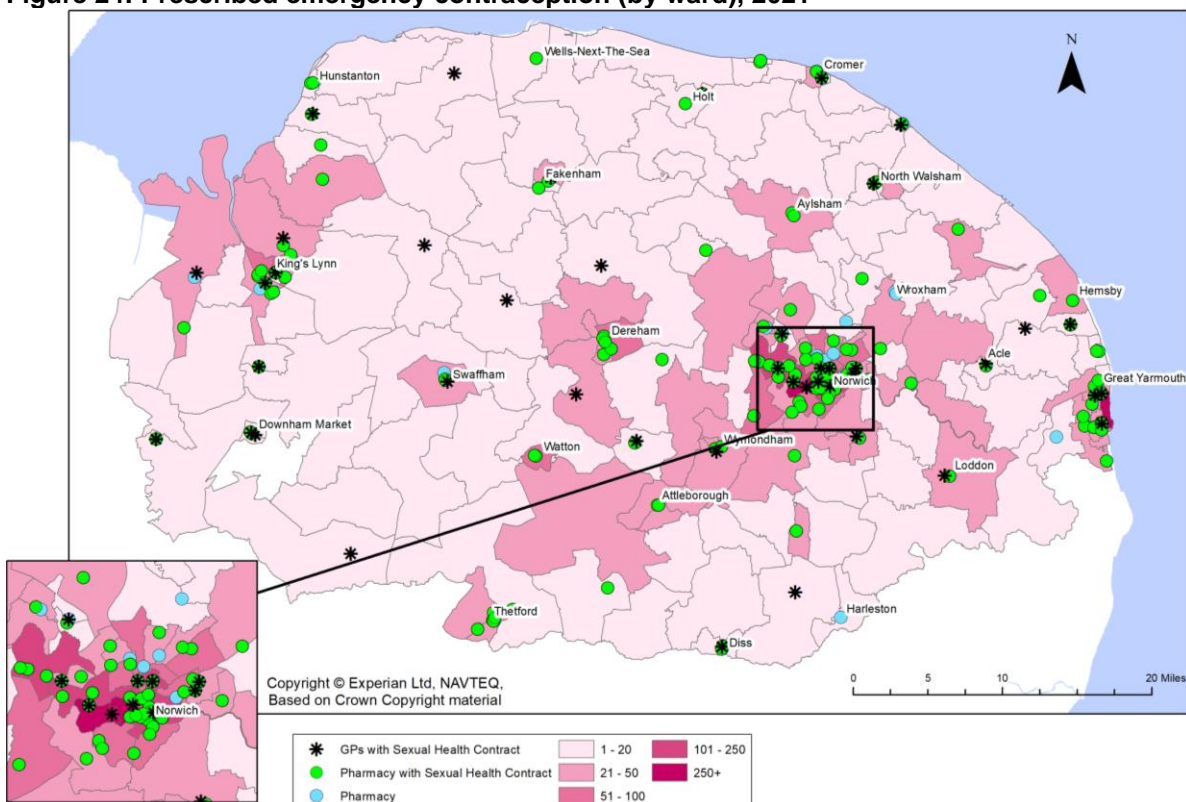 Prescribed emergency contraception (by ward), 2021
N
Wells-Next-The-Sea
Cromer
Hunstanton
Holt
Fakenham
North Walsham
Aylsham
King's Lynn
Wroxham
Hemsby
Dereham
Acle
Swaffham
Norwich
Great Yarmouth
Downham Market
Wymondham
Watton
Loddon
Attleborough
Thetford
Harleston
Diss
Copyright © Experian Ltd, NAVTEQ,
Based on Crown Copyright material
0 5 10 20 Miles
Norwich
GPs with Sexual Health Contract
Pharmacy with Sexual Health Contract
Pharmacy
1 - 20
21 - 50
51 - 100
101 - 250
250+